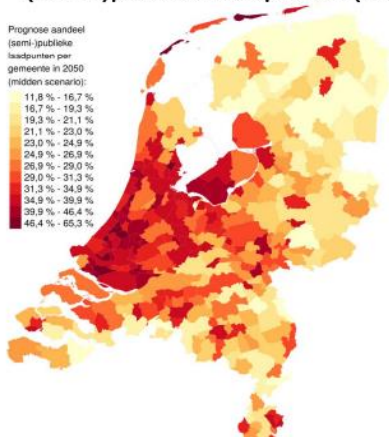 Prognose aandeel
(semi-)publieke
laadpunten per
gemeente in 2050
(midden scenario):
11,8 % - 16,7 %
16,7 % - 19,3 %
19,3 % - 21,1 %
21,1 % - 23,0 %
23,0 % - 24,9 %
24,9 % - 26,9 %
26,9 % - 29,0 %
29,0 % - 31,3 %
31,3 % - 34,9 %
34,9 % - 39,9 %
39,9 % - 46,4 %
46,4 % - 65,3 %